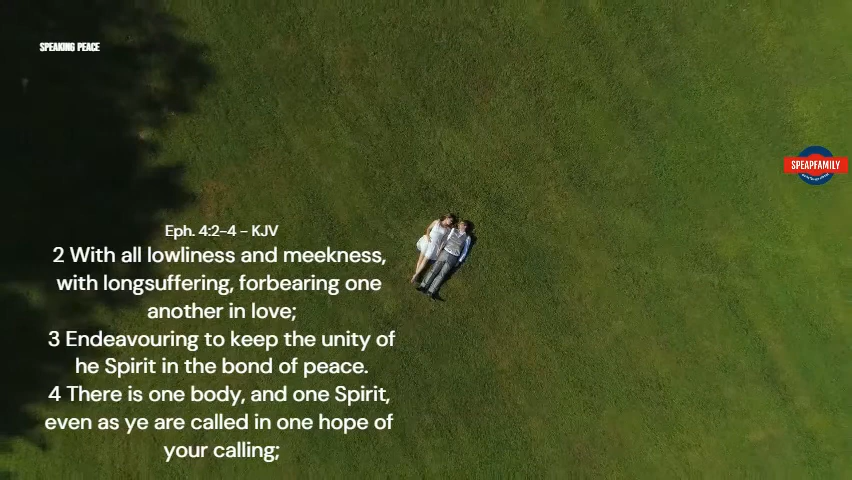 SPEAKING PEACE
SPEAPFAMILY
Eph. 4:2-4 - KJV
2 With all lowliness and meekness,
with longsuffering, forbearing one
another in love;
3 Endeavouring to keep the unity of
he Spirit in the bond of peace.
4 There is one body, and one Spirit,
even as ye are called in one hope of
your calling;